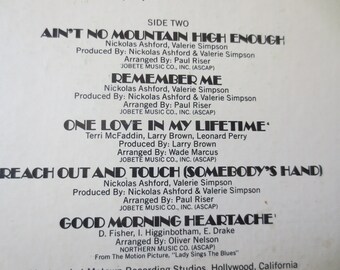 SIDE TWO
AIN'T NO MOUNTAIN HIGH ENOUGH
Nickolas Ashford, Valerie Simpson
Produced By: Nickolas Ashford & Valerie Simpson
Arranged By: Paul Riser
JOBETE MUSIC CO., INC. (ASCAP)
REMEMBER ME
Nickolas Ashford, Valerie Simpson
Produced By: Nickolas Ashford & Valerie Simpson
Arranged By: Paul Riser
JOBETE MUSIC CO., INC. (ASCAP)
ONE LOVE IN MY LIFETIME*
Terri McFaddin, Larry Brown, Leonard Perry
Produced By: Larry Brown
Arranged By: Wade Marcus
JOBETE MUSIC CO., INC. (ASCAP)
REACH OUT AND TOUCH (SOMEBODY'S HAND)
Nickolas Ashford, Valerie Simpson
Produced By: Nickolas Ashford & Valerie Simpson
Arranged By: Paul Riser
JOBETE MUSIC CO., INC. (ASCAP)
GOOD MORNING HEARTACHE*
D. Fisher, I. Higginbotham, E. Drake
Arranged By: Oliver Nelson
NORTHERN MUSIC CO. (ASCAP)
From The Motion Picture, "Lady Sings The Blues"
at Motown Recording Studios, Hollywood, California